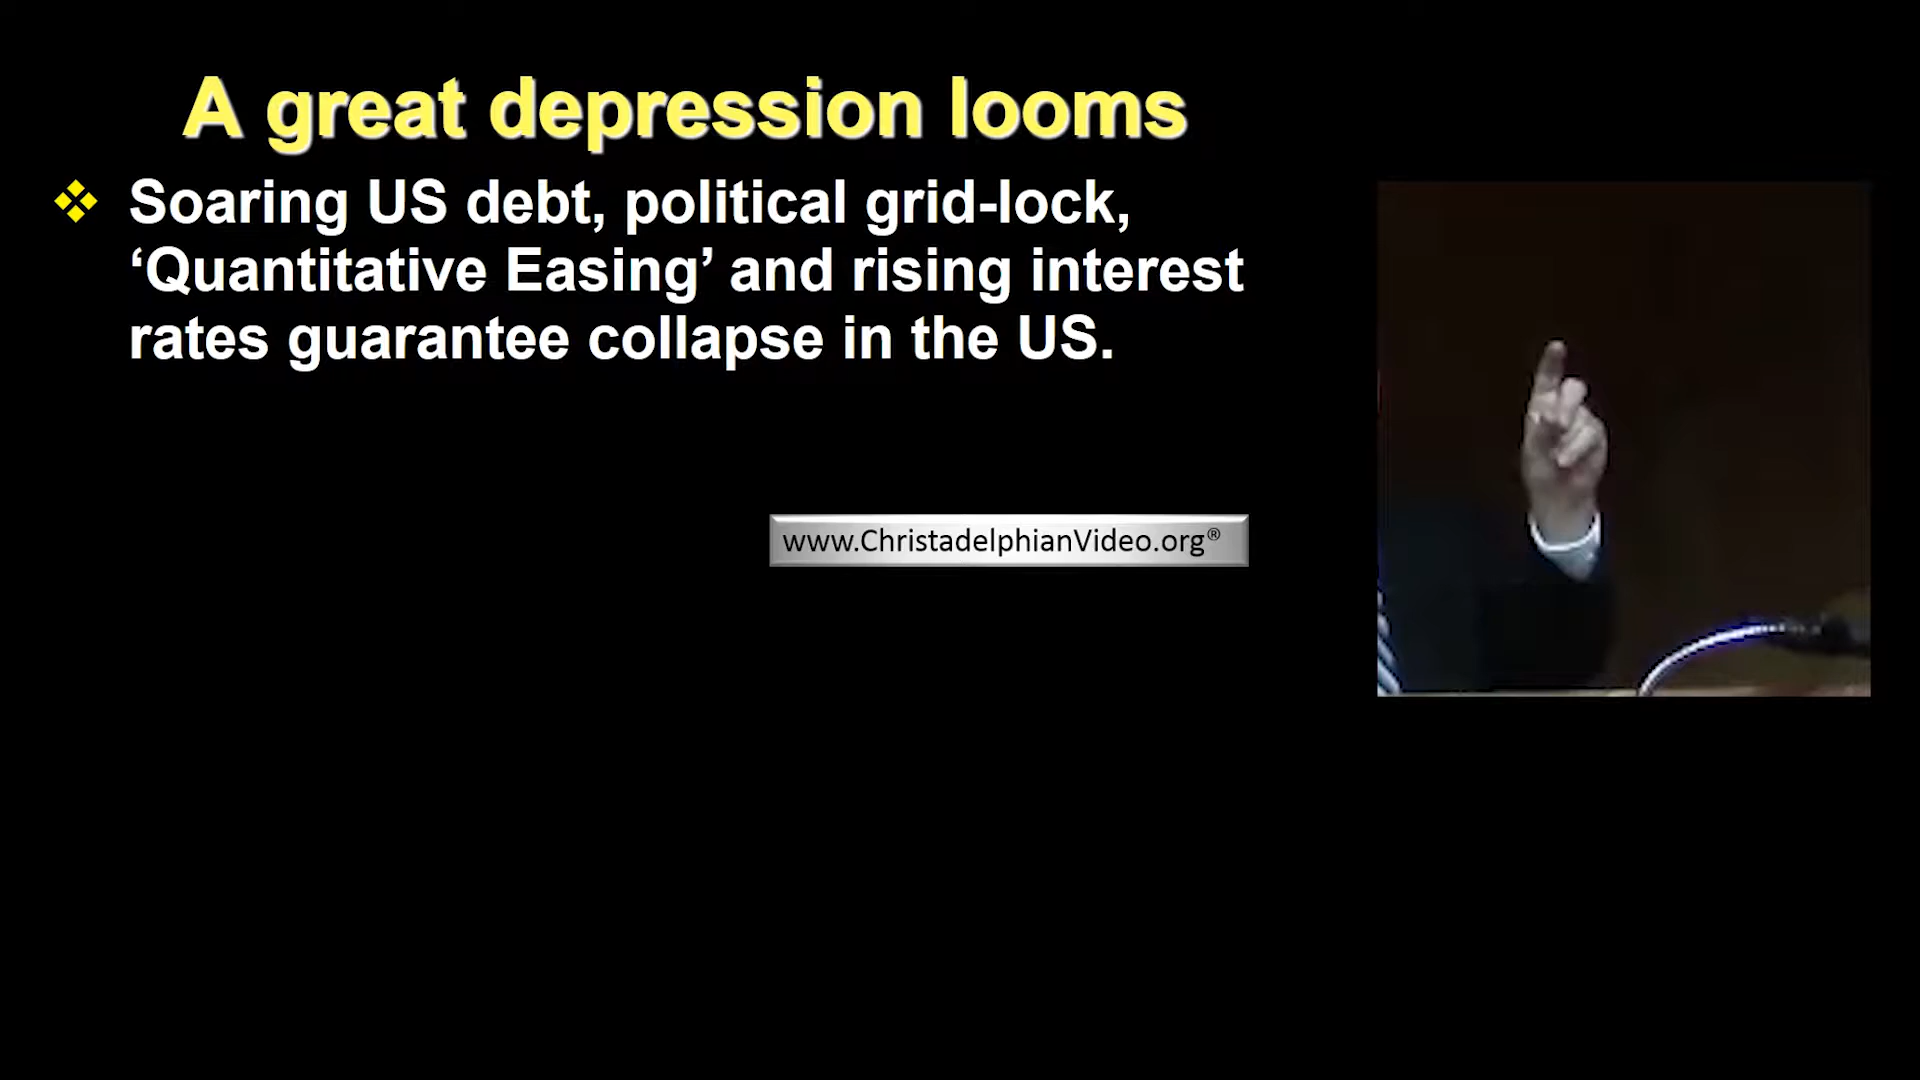 A great depression looms
❖ Soaring US debt, political grid-lock,
‘Quantitative Easing’ and rising interest
rates guarantee collapse in the US.
www.ChristadelphianVideo.org®